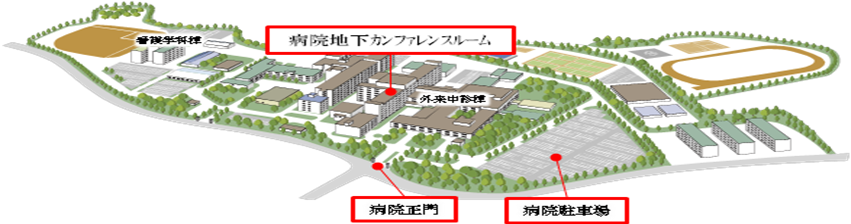 看護学科棟
病院地下カンファレンスルーム
外来中診棟
病院正門
病院駐車場